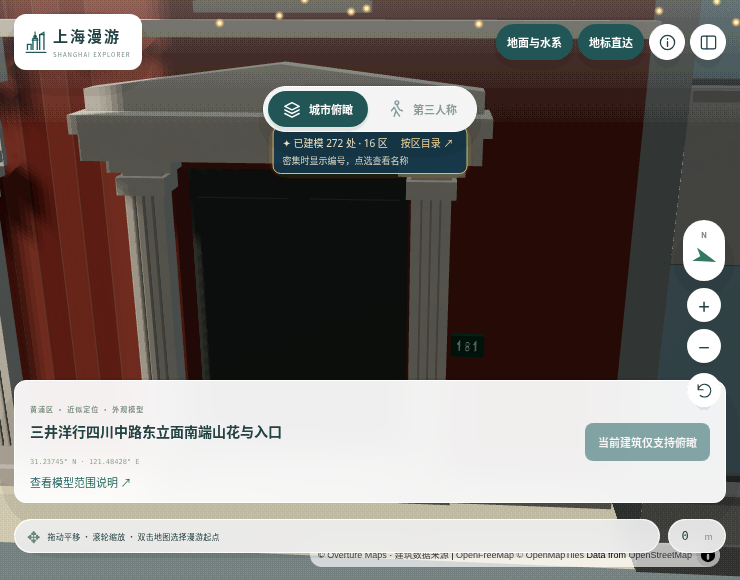 上海漫游
SHANGHAI EXPLORER
地面与水系
地标直达
城市俯瞰
第三人称
✦ 已建模 272 处 · 16 区 按区目录 ↗
密集时显示编号，点选查看名称
N
181
黄浦区 · 近似定位 · 外观模型
三井洋行四川中路东立面南端山花与入口
31.23745° N · 121.48428° E
查看模型范围说明 ↗
当前建筑仅支持俯瞰
拖动平移 · 滚轮缩放 · 双击地图选择漫游起点
0 m
© Overture Maps · 建筑数据来源 | OpenFreeMap © OpenMapTiles Data from OpenStreetMap